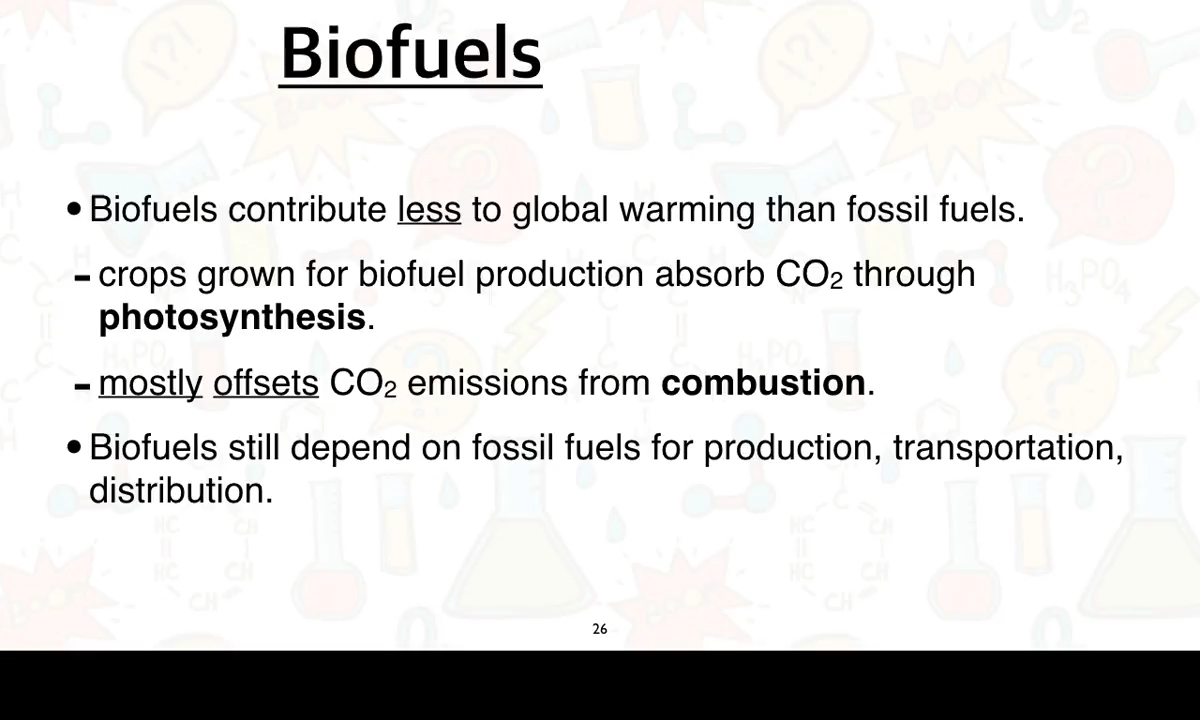 Biofuels
•Biofuels contribute less to global warming than fossil fuels.
- crops grown for biofuel production absorb CO₂ through
photosynthesis.
- mostly offsets CO₂ emissions from combustion.
•Biofuels still depend on fossil fuels for production, transportation,
distribution.
26